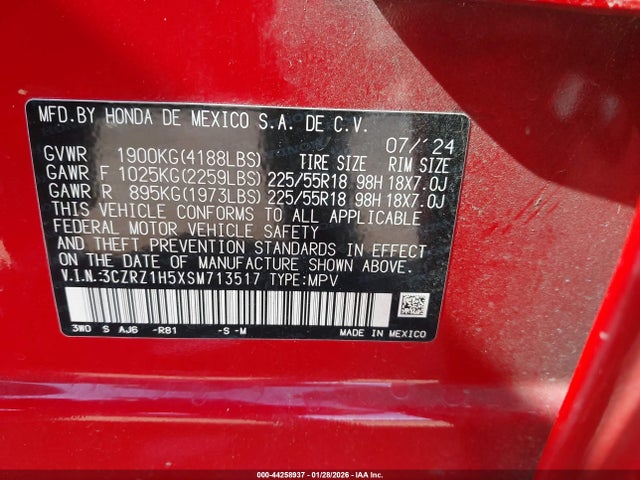 MFD.BY HONDA DE MEXICO S.A. DE C.V.
07/'24
GVWR 1900KG(4188LBS) TIRE SIZE RIM SIZE
GAWR F 1025KG(2259LBS) 225/55R18 98H 18X7.0J
GAWR R 895KG(1973LBS) 225/55R18 98H 18X7.0J
THIS VEHICLE CONFORMS TO ALL APPLICABLE
FEDERAL MOTOR VEHICLE SAFETY
AND THEFT PREVENTION STANDARDS IN EFFECT
ON THE DATE OF MANUFACTURE SHOWN ABOVE.
V.I.N.:3CZRZ1H5XSM713517 TYPE:MPV
3W0 S AJ6 -R81 -S-M MADE IN MEXICO
000-44258937 - 01/28/2026 - IAA Inc.